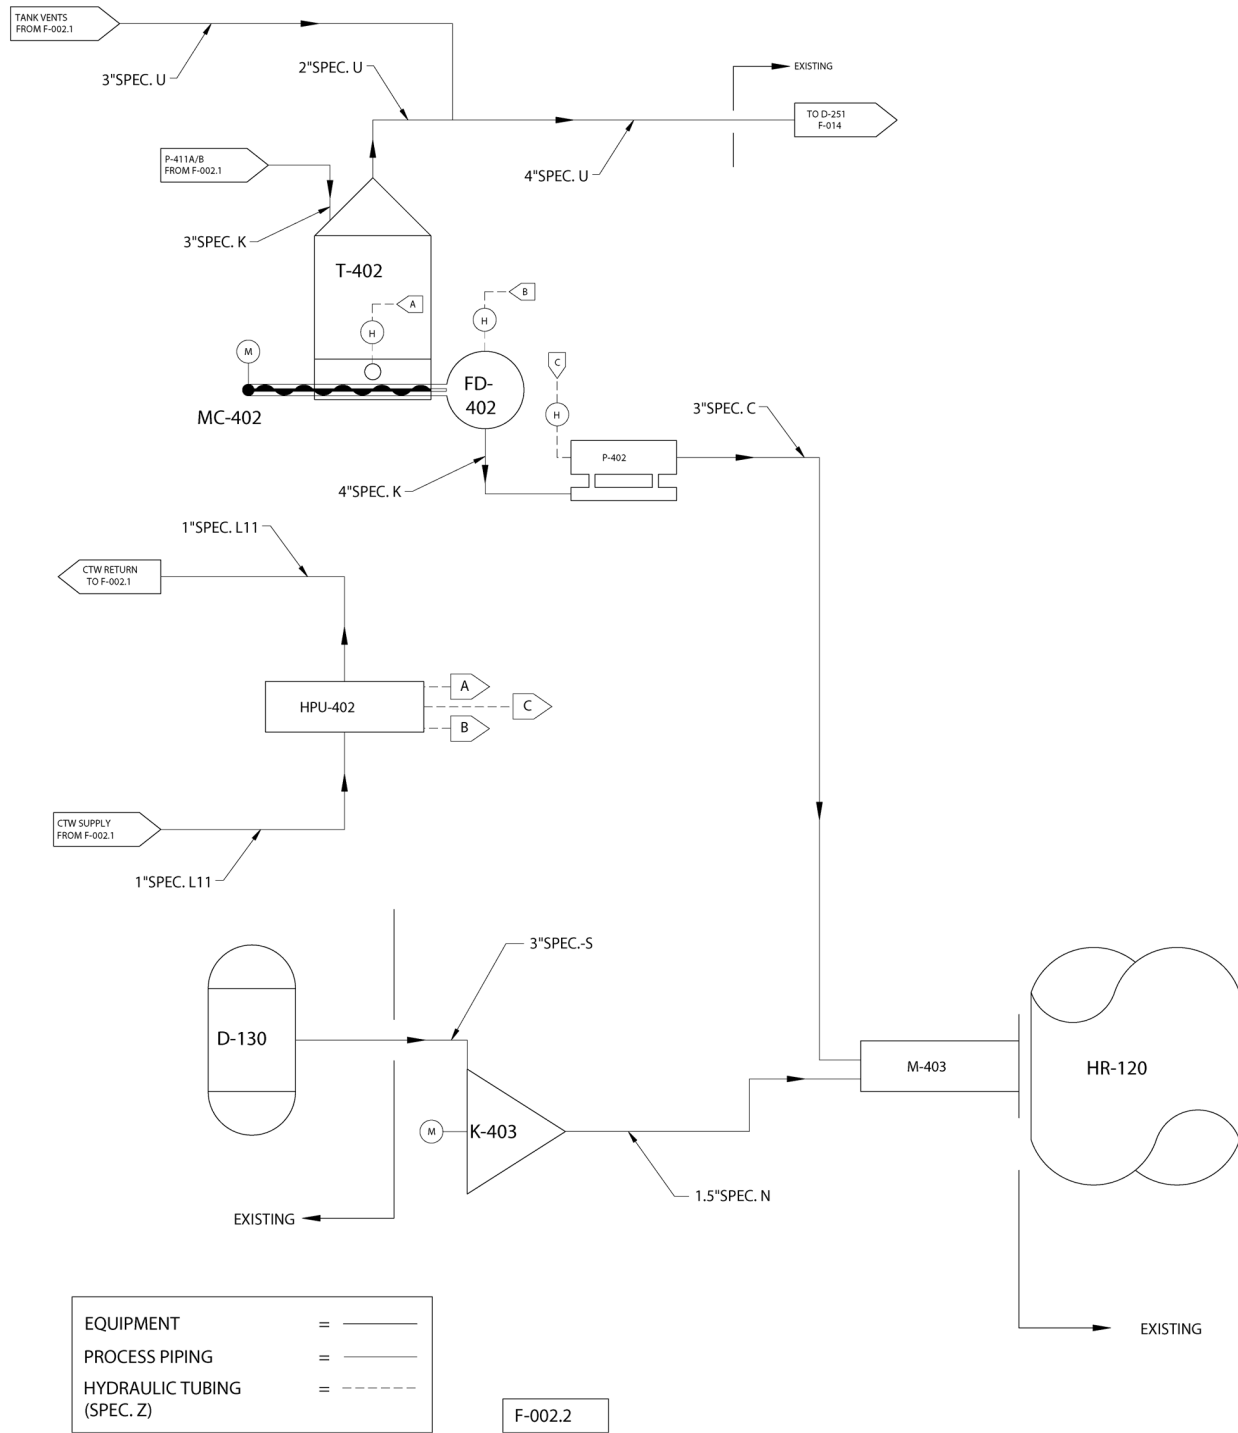 TANK VENTS
FROM F-002.1
3"SPEC. U
2"SPEC. U
EXISTING
TO D-251
F-014
P-411A/B
FROM F-002.1
4"SPEC. U
3"SPEC. K
T-402
A
B
H
H
M
C
FD-
402
MC-402
H
3"SPEC. C
P-402
4"SPEC. K
1"SPEC. L11
CTW RETURN
TO F-002.1
A
HPU-402
C
B
CTW SUPPLY
FROM F-002.1
1"SPEC. L11
3"SPEC.-S
D-130
M-403
HR-120
M
K-403
1.5"SPEC. N
EXISTING
EXISTING
EQUIPMENT =
PROCESS PIPING =
HYDRAULIC TUBING =
(SPEC. Z)
F-002.2